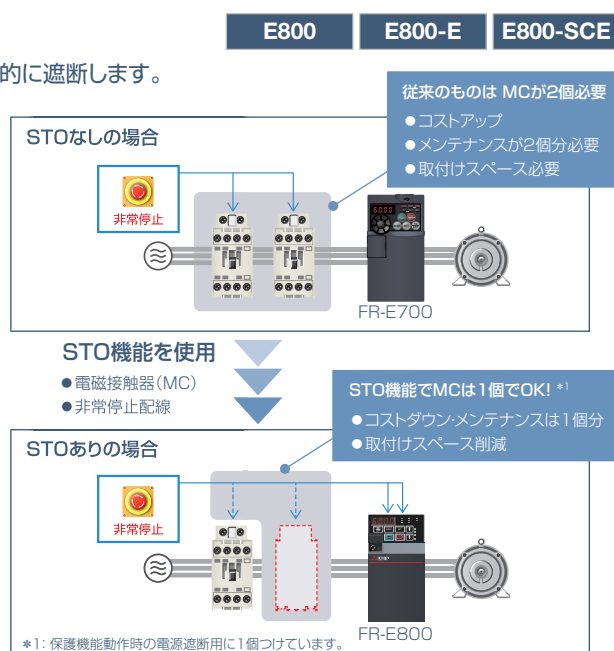 E800 E800-E E800-SCE
的に遮断します。
従来のものは MCが2個必要
●コストアップ
●メンテナンスが2個分必要
●取付けスペース必要
STOなしの場合
非常停止
FR-E700
STO機能を使用
●電磁接触器(MC)
●非常停止配線
STO機能でMCは1個でOK! *1
●コストダウン・メンテナンスは1個分
●取付けスペース削減
STOありの場合
非常停止
FR-E800
*1: 保護機能動作時の電源遮断用に1個つけています。